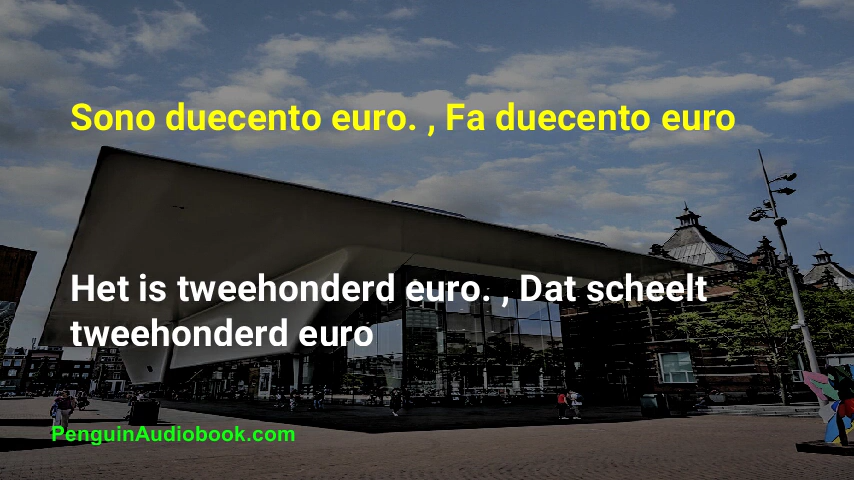 Sono duecento euro. , Fa duecento euro
Het is tweehonderd euro. , Dat scheelt
tweehonderd euro
PenguinAudiobook.com